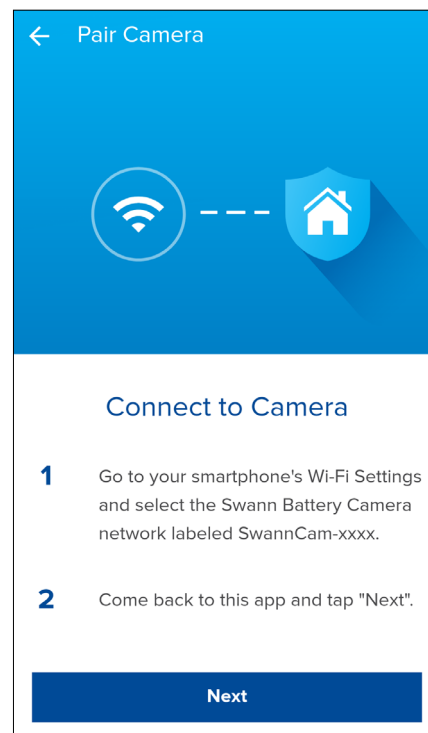 Pair Camera
Connect to Camera
1 Go to your smartphone's Wi-Fi Settings
and select the Swann Battery Camera
network labeled SwannCam-xxxx.
2 Come back to this app and tap "Next".
Next